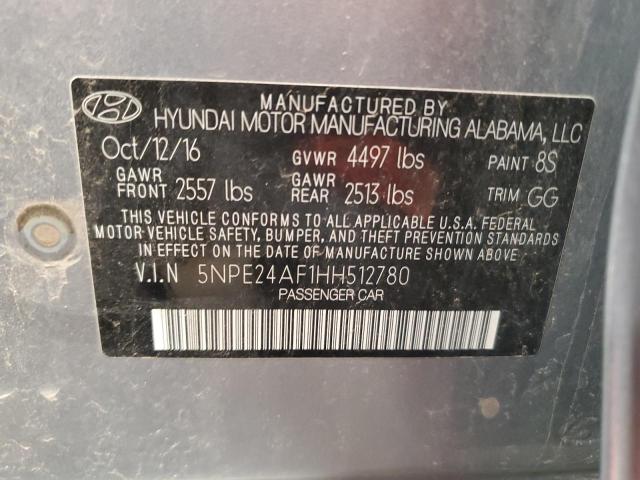 MANUFACTURED BY
HYUNDAI MOTOR MANUFACTURING ALABAMA, LLC
Oct/12/16 GVWR 4497 lbs PAINT 8S
GAWR FRONT 2557 lbs GAWR REAR 2513 lbs TRIM GG
THIS VEHICLE CONFORMS TO ALL APPLICABLE U.S.A. FEDERAL
MOTOR VEHICLE SAFETY, BUMPER, AND THEFT PREVENTION STANDARDS
IN EFFECT ON THE DATE OF MANUFACTURE SHOWN ABOVE.
V.I.N 5NPE24AF1HH512780
PASSENGER CAR